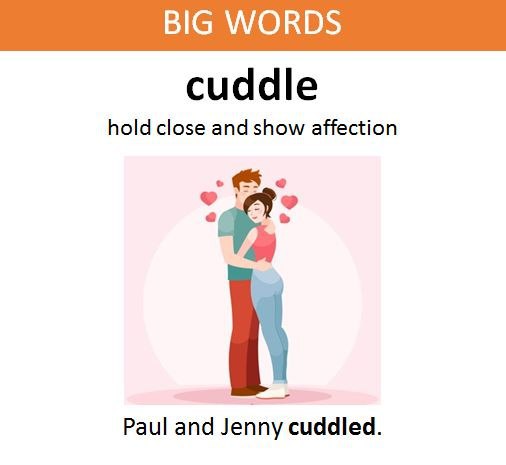 BIG WORDS
cuddle
hold close and show affection
Paul and Jenny cuddled.